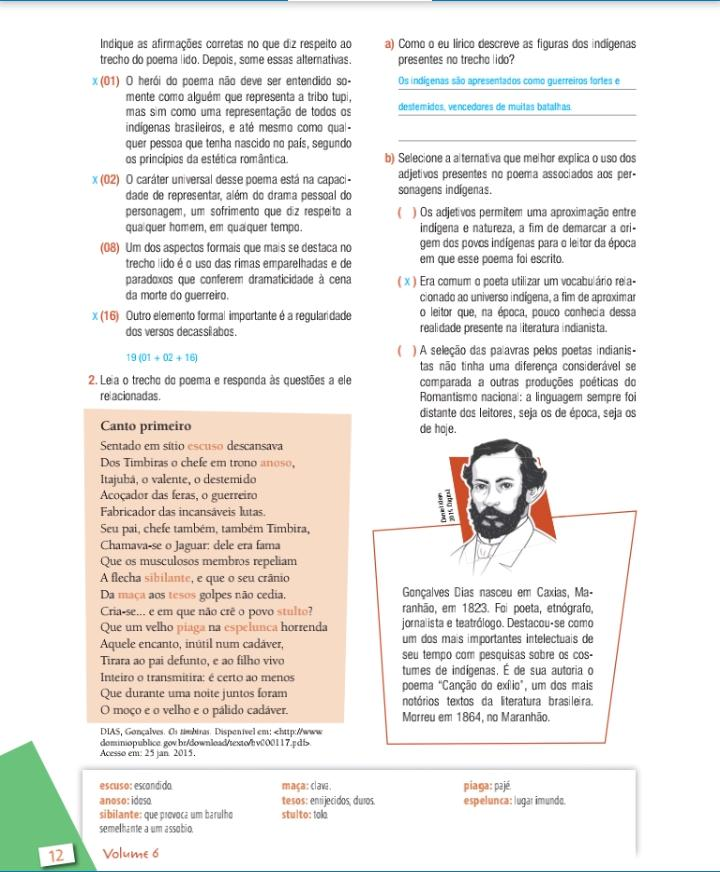 Indique as afirmações corretas no que diz respeito ao
trecho do poema lido. Depois, some essas alternativas.
x (01) O herói do poema não deve ser entendido so-
mente como alguém que representa a tribo tupi,
mas sim como uma representação de todos os
indígenas brasileiros, e até mesmo como qual-
quer pessoa que tenha nascido no país, segundo
os princípios da estética romântica.
x (02) O caráter universal desse poema está na capaci-
dade de representar, além do drama pessoal do
personagem, um sofrimento que diz respeito a
qualquer homem, em qualquer tempo.
(08) Um dos aspectos formais que mais se destaca no
trecho lido é o uso das rimas emparelhadas e de
paradoxos que conferem dramaticidade à cena
da morte do guerreiro.
x (16) Outro elemento formal importante é a regularidade
dos versos decassílabos.
19 (01 + 02 + 16)
2. Leia o trecho do poema e responda às questões a ele
relacionadas.
Canto primeiro
Sentado em sítio escuso descansava
Dos Timbiras o chefe em trono anoso,
Itajubá, o valente, o destemido
Acoçador das feras, o guerreiro
Fabricador das incansáveis lutas.
Seu pai, chefe também, também Timbira,
Chamava-se o Jaguar: dele era fama
Que os musculosos membros repeliam
A flecha sibilante, e que o seu crânio
Da maça aos tesos golpes não cedia.
Cria-se... e em que não crê o povo stulto?
Que um velho piaga na espelunca horrenda
Aquele encanto, inútil num cadáver,
Tirara ao pai defunto, e ao filho vivo
Inteiro o transmitira: é certo ao menos
Que durante uma noite juntos foram
O moço e o velho e o pálido cadáver.
DIAS, Gonçalves. Os timbiras. Disponível em: <http://www.
dominiopublico.gov.br/download/texto/bv000117.pdf>.
Acesso em: 25 jan. 2015.
a) Como o eu lírico descreve as figuras dos indígenas
presentes no trecho lido?
Os indígenas são apresentados como guerreiros fortes e
destemidos, vencedores de muitas batalhas.
b) Selecione a alternativa que melhor explica o uso dos
adjetivos presentes no poema associados aos per-
sonagens indígenas.
( ) Os adjetivos permitem uma aproximação entre
indígena e natureza, a fim de demarcar a ori-
gem dos povos indígenas para o leitor da época
em que esse poema foi escrito.
( x ) Era comum o poeta utilizar um vocabulário rela-
cionado ao universo indígena, a fim de aproximar
o leitor que, na época, pouco conhecia dessa
realidade presente na literatura indianista.
( ) A seleção das palavras pelos poetas indianis-
tas não tinha uma diferença considerável se
comparada a outras produções poéticas do
Romantismo nacional: a linguagem sempre foi
distante dos leitores, seja os de época, seja os
de hoje.
2015. Digital.
Gonçalves Dias nasceu em Caxias, Ma-
ranhão, em 1823. Foi poeta, etnógrafo,
jornalista e teatrólogo. Destacou-se como
um dos mais importantes intelectuais de
seu tempo com pesquisas sobre os cos-
tumes de indígenas. É de sua autoria o
poema “Canção do exílio”, um dos mais
notórios textos da literatura brasileira.
Morreu em 1864, no Maranhão.
escuso: escondido.
anoso: idoso.
sibilante: que provoca um barulho
semelhante a um assobio.
maça: clava.
tesos: enrijecidos, duros.
stulto: tolo.
piaga: pajé.
espelunca: lugar imundo.
12 Volume 6